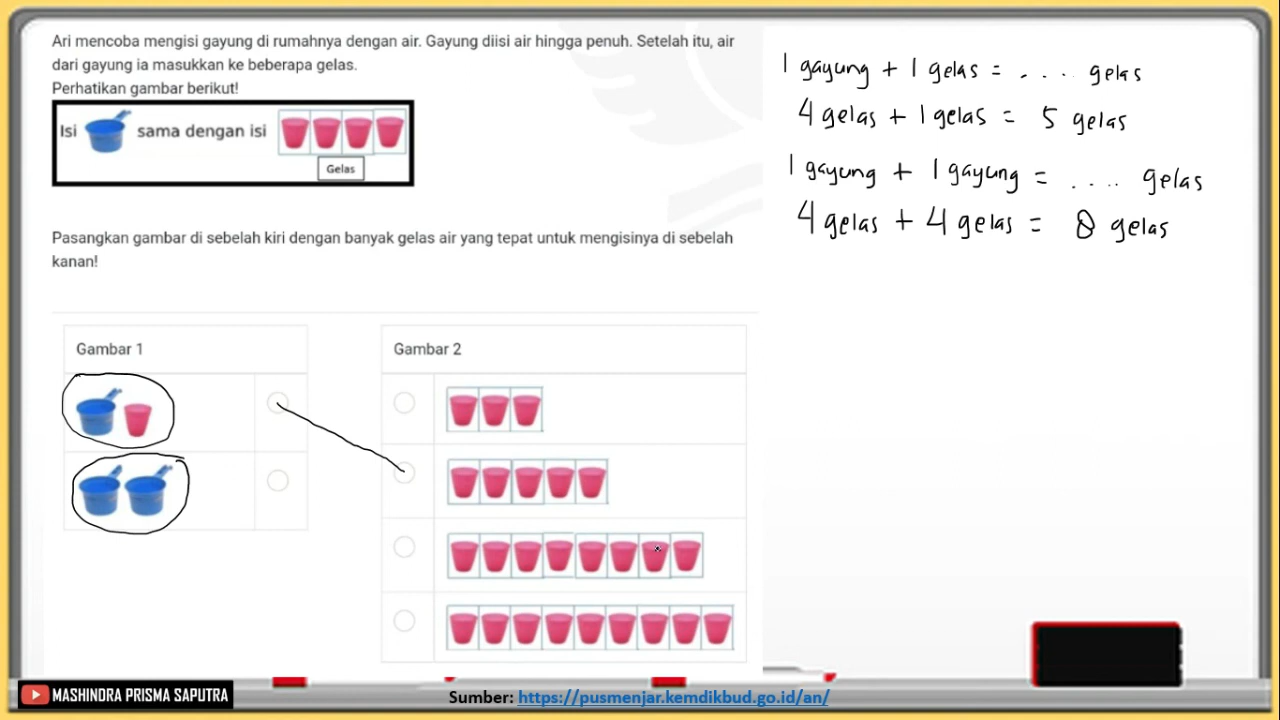 Ari mencoba mengisi gayung di rumahnya dengan air. Gayung diisi air hingga penuh. Setelah itu, air
dari gayung ia masukkan ke beberapa gelas.
Perhatikan gambar berikut!
Isi sama dengan isi
Gelas
Pasangkan gambar di sebelah kiri dengan banyak gelas air yang tepat untuk mengisinya di sebelah
kanan!
Gambar 1
Gambar 2
1 gayung + 1 gelas = .... gelas
4 gelas + 1 gelas = 5 gelas
1 gayung + 1 gayung = .... gelas
4 gelas + 4 gelas = 8 gelas
MASHINDRA PRISMA SAPUTRA
Sumber: https://pusmenjar.kemdikbud.go.id/an/